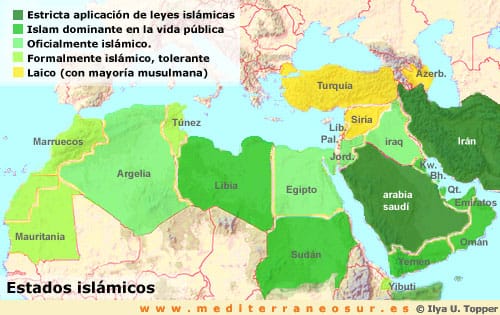 Estricta aplicación de leyes islámicas
Islam dominante en la vida pública
Oficialmente islámico.
Formalmente islámico, tolerante
Laico (con mayoría musulmana)
Turquía
Azerb.
Siria
Lib.
Pal.
Jord.
iraq
Irán
Kw.
Bh.
Qt.
Emiratos
arabia
saudí
Omán
Yemen
Yibuti
Marruecos
Túnez
Argelia
Libia
Egipto
Mauritania
Sudán
Estados islámicos
www.mediterraneosur.es
© Ilya U. Topper